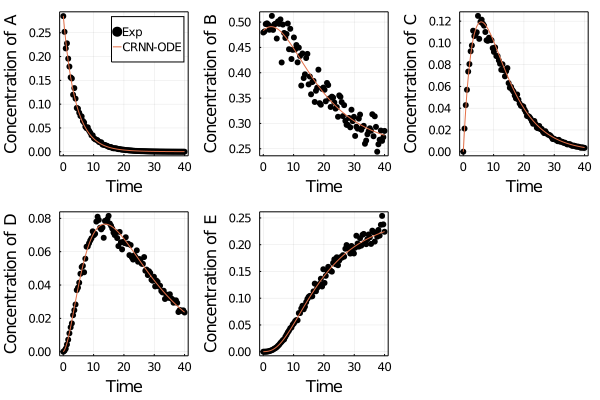 Concentration of A
0.25
0.20
0.15
0.10
0.05
0.00
0 10 20 30 40
Time
Exp
CRNN-ODE
Concentration of B
0.50
0.45
0.40
0.35
0.30
0.25
0 10 20 30 40
Time
Concentration of C
0.12
0.10
0.08
0.06
0.04
0.02
0.00
0 10 20 30 40
Time
Concentration of D
0.08
0.06
0.04
0.02
0.00
0 10 20 30 40
Time
Concentration of E
0.25
0.20
0.15
0.10
0.05
0.00
0 10 20 30 40
Time